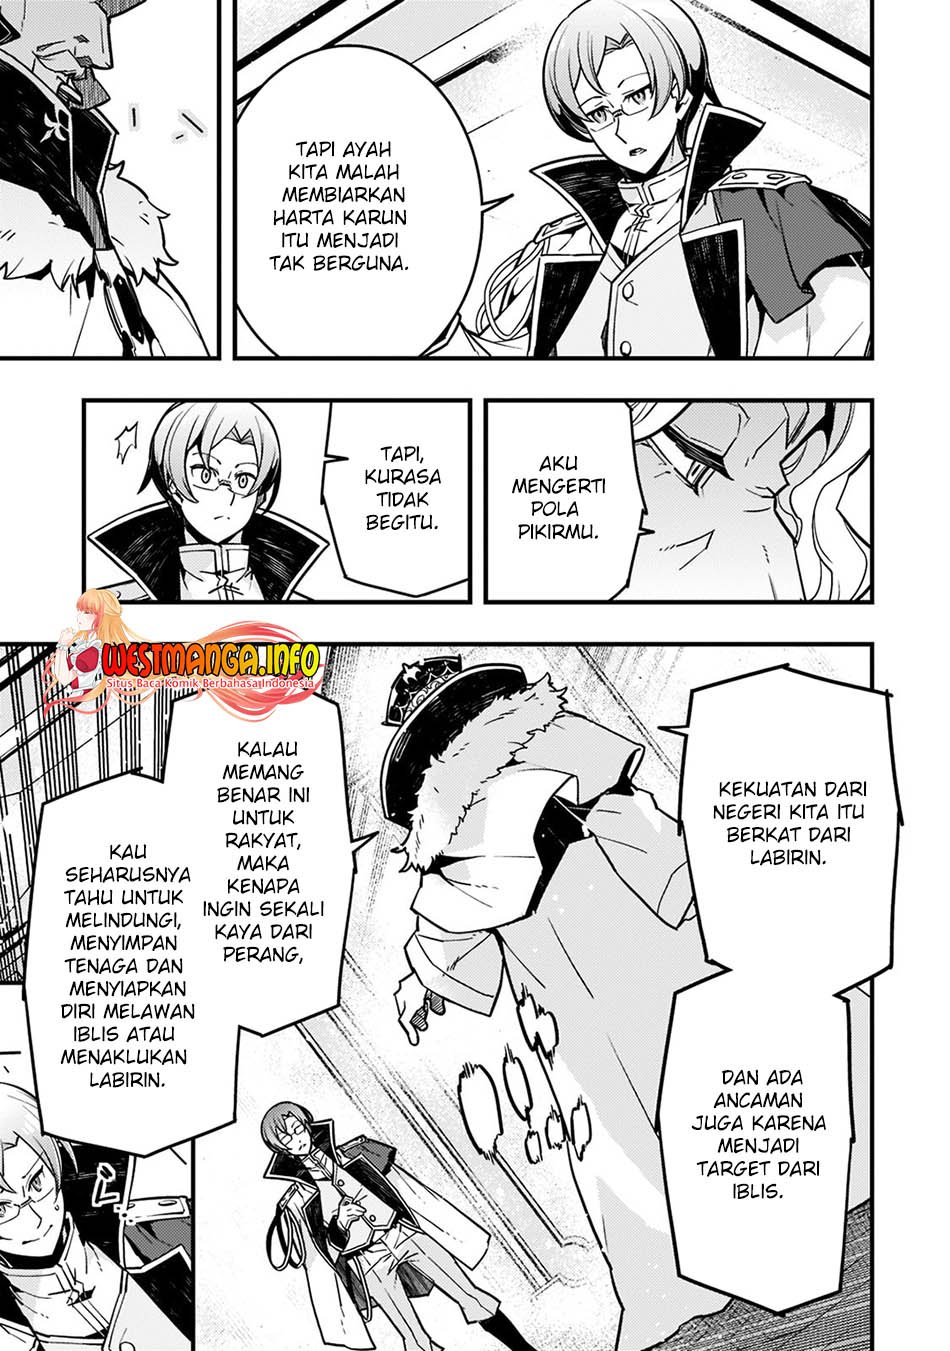 TAPI AYAH
KITA MALAH
MEMBIARKAN
HARTA KARUN
ITU MENJADI
TAK BERGUNA.
AKU
MENGERTI
POLA
PIKIRMU.
TAPI,
KURASA
TIDAK
BEGITU.
WESTMANGA.INFO
Situs Baca Komik Berbahasa Indonesia
KEKUATAN DARI
NEGERI KITA ITU
BERKAT DARI
LABIRIN.
DAN ADA
ANCAMAN
JUGA KARENA
MENJADI
TARGET DARI
IBLIS.
KALAU
MEMANG
BENAR INI
UNTUK
RAKYAT,
MAKA
KENAPA
INGIN SEKALI
KAYA DARI
PERANG,
KAU
SEHARUSNYA
TAHU UNTUK
MELINDUNGI,
MENYIMPAN
TENAGA DAN
MENYIAPKAN
DIRI MELAWAN
IBLIS ATAU
MENAKLUKAN
LABIRIN.